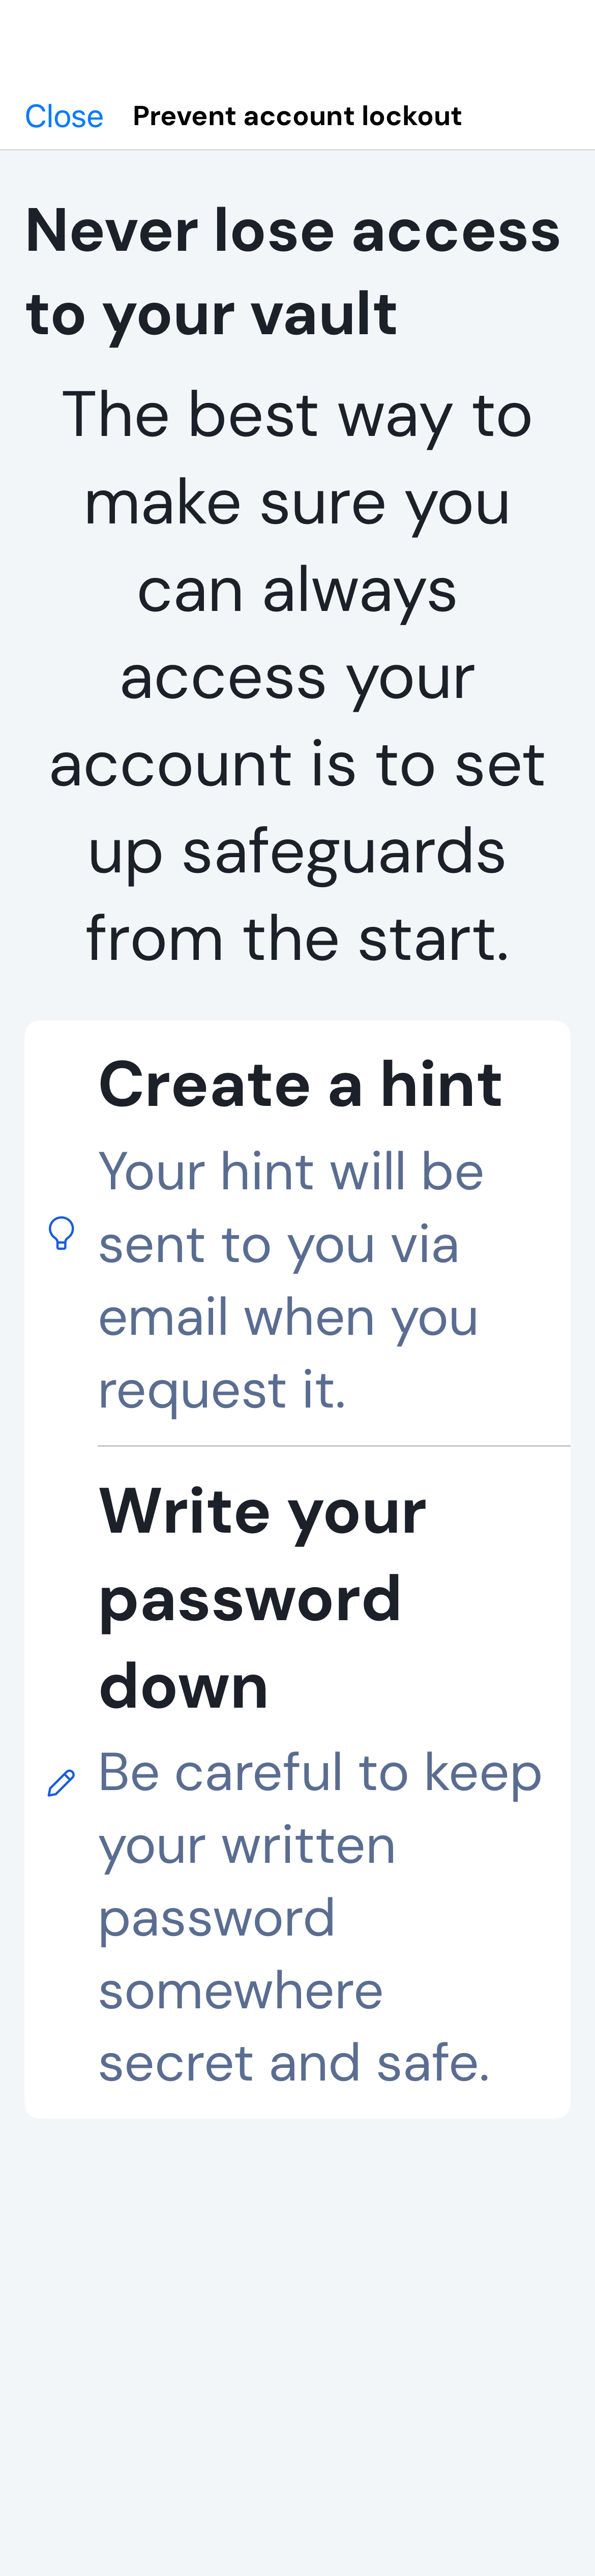 Close Prevent account lockout
Never lose access
to your vault
The best way to
make sure you
can always
access your
account is to set
up safeguards
from the start.
Create a hint
Your hint will be
sent to you via
email when you
request it.
Write your
password
down
Be careful to keep
your written
password
somewhere
secret and safe.